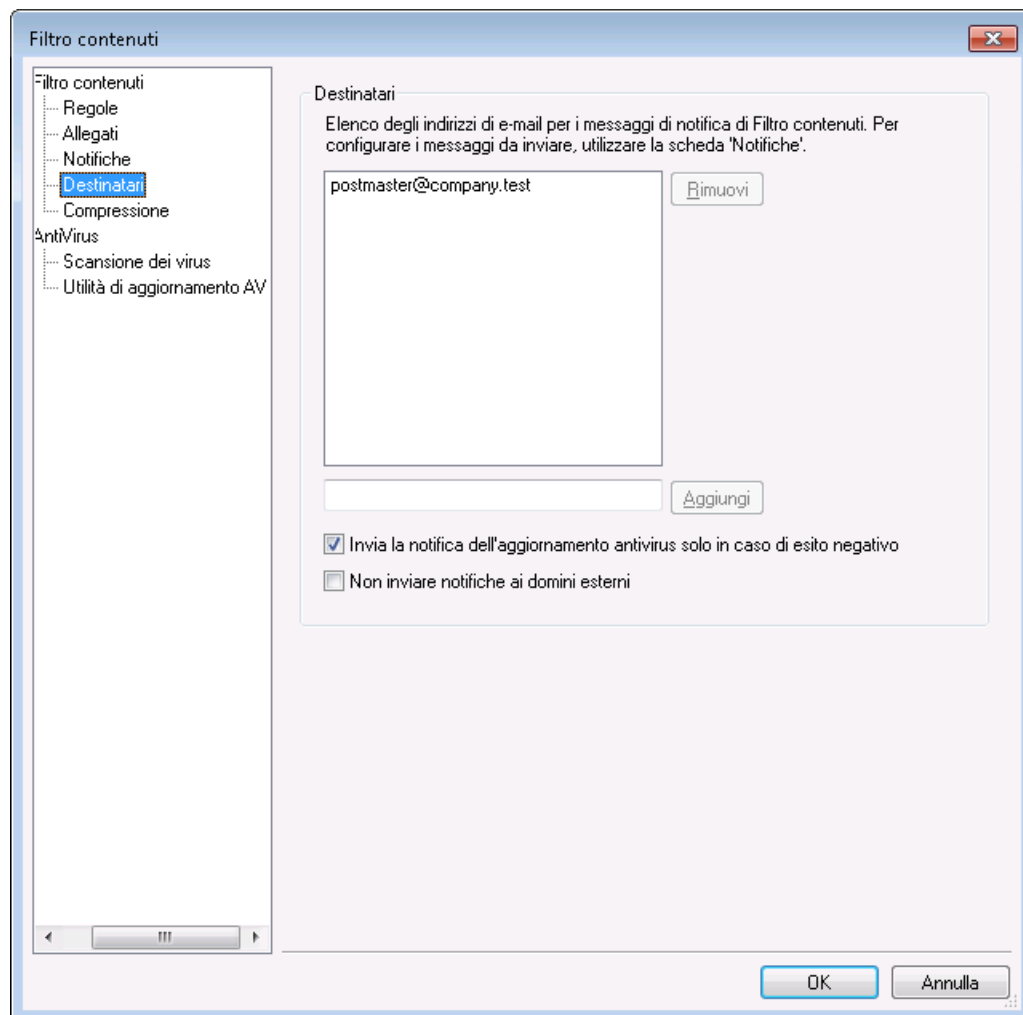 Filtro contenuti
Filtro contenuti
Regole
Allegati
Notifiche
Destinatari
Compressione
AntiVirus
Scansione dei virus
Utilità di aggiornamento AV
Destinatari
Elenco degli indirizzi di e-mail per i messaggi di notifica di Filtro contenuti. Per
configurare i messaggi da inviare, utilizzare la scheda 'Notifiche'.
postmaster@company.test
Rimuovi
Aggiungi
Invia la notifica dell'aggiornamento antivirus solo in caso di esito negativo
Non inviare notifiche ai domini esterni
OK
Annulla